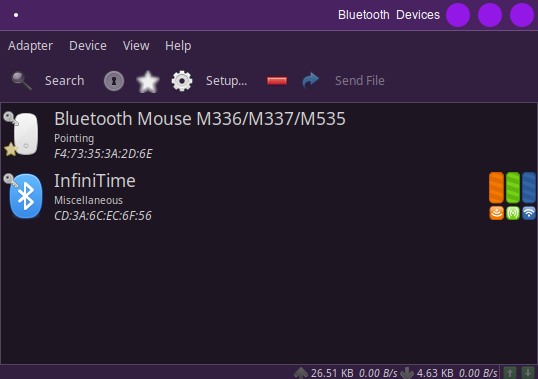 Bluetooth Devices
Adapter Device View Help
Search Setup... Send File
Bluetooth Mouse M336/M337/M535
Pointing
F4:73:35:3A:2D:6E
InfiniTime
Miscellaneous
CD:3A:6C:EC:6F:56
26.51 KB 0.00 B/s 4.63 KB 0.00 B/s